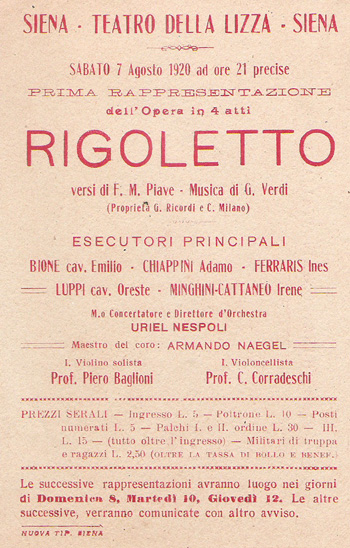 SIENA - TEATRO DELLA LIZZA - SIENA
SABATO 7 Agosto 1920 ad ore 21 precise
PRIMA RAPPRESENTAZIONE
dell'Opera in 4 atti
RIGOLETTO
versi di F. M. Piave - Musica di G. Verdi
(Proprietà G. Ricordi e C. Milano)
ESECUTORI PRINCIPALI
BIONE cav. Emilio - CHIAPPINI Adamo - FERRARIS Ines
LUPPI cav. Oreste - MINGHINI-CATTANEO Irene
M.o Concertatore e Direttore d'Orchestra
URIEL NESPOLI
Maestro del coro: ARMANDO NAEGEL
I. Violino solista
Prof. Piero Baglioni
I. Violoncellista
Prof. C. Corradeschi
PREZZI SERALI — Ingresso L. 5 — Poltrone L. 10 — Posti
numerati L. 5 — Palchi I. e II. ordine L. 30 — III.
L. 15 — (tutto oltre l'ingresso) — Militari di truppa
e ragazzi L. 2,50 (OLTRE LA TASSA DI BOLLO E BENEF.)
Le successive rappresentazioni avranno luogo nei giorni
di Domenica 8, Martedì 10, Giovedì 12. Le altre
successive, verranno comunicate con altro avviso.
NUOVA TIP. SIENA